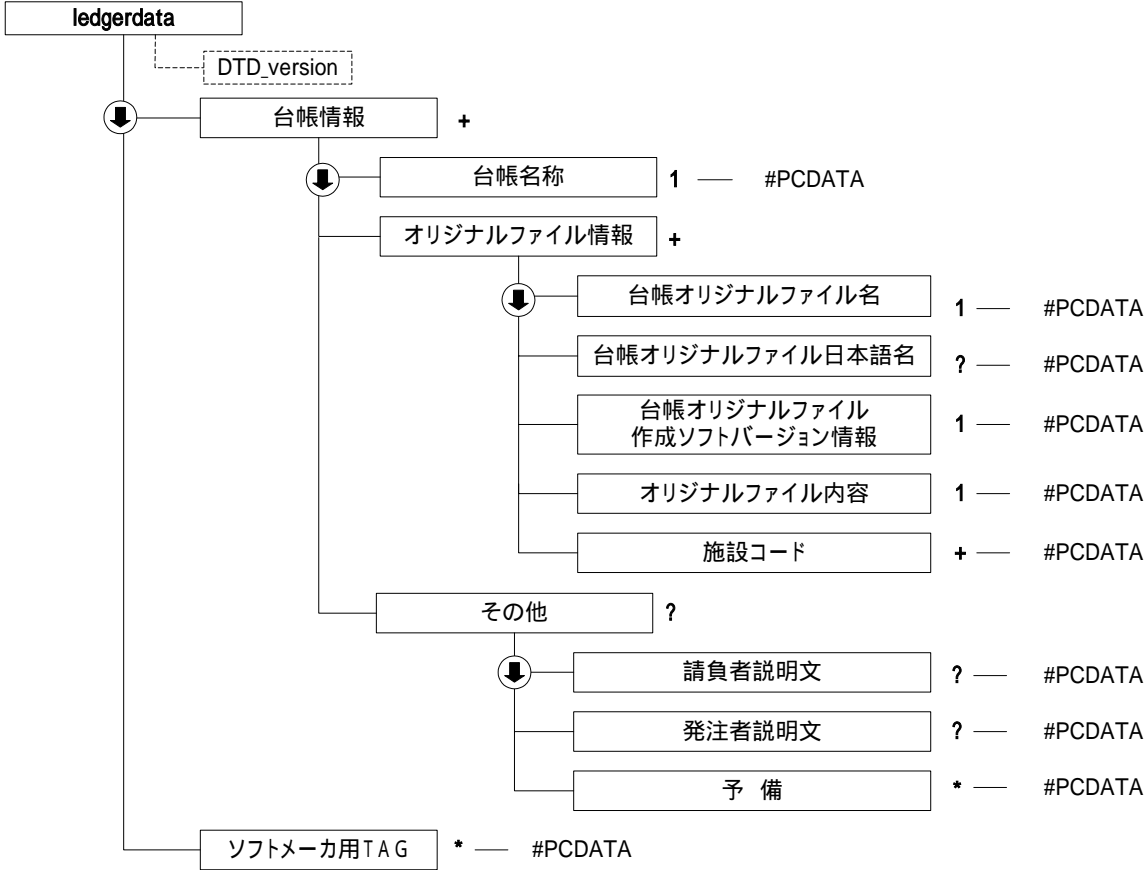 ledgerdata
DTD_version
台帳情報 +
台帳名称 1 #PCDATA
オリジナルファイル情報 +
台帳オリジナルファイル名 1 #PCDATA
台帳オリジナルファイル日本語名 ? #PCDATA
台帳オリジナルファイル
作成ソフトバージョン情報 1 #PCDATA
オリジナルファイル内容 1 #PCDATA
施設コード + #PCDATA
その他 ?
請負者説明文 ? #PCDATA
発注者説明文 ? #PCDATA
予 備 * #PCDATA
ソフトメーカ用TAG * #PCDATA